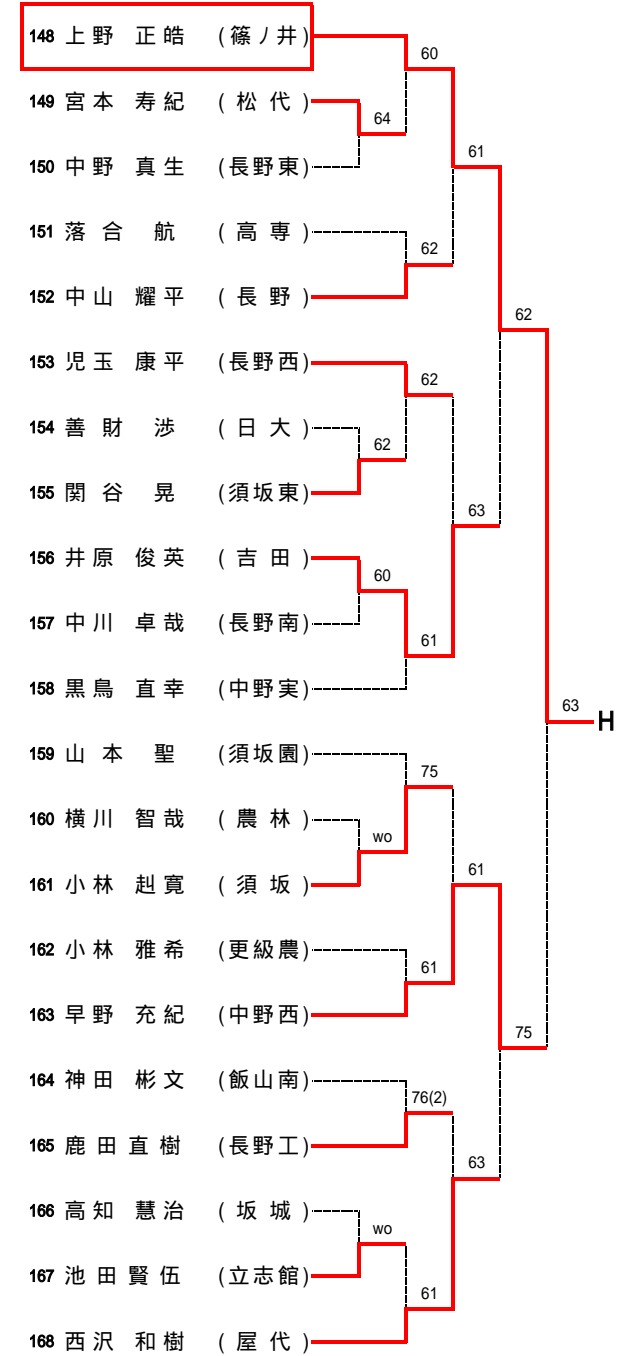 148 上野 正皓 (篠ノ井)
60
149 宮本 寿紀 (松代)
64
61
150 中野 真生 (長野東)
151 落合 航 (高専)
62
152 中山 耀平 (長野)
62
153 児玉 康平 (長野西)
62
154 善財 渉 (日大)
62
155 関谷 晃 (須坂東)
63
156 井原 俊英 (吉田)
60
157 中川 卓哉 (長野南)
61
158 黒鳥 直幸 (中野実)
63 H
159 山本 聖 (須坂園)
75
160 横川 智哉 (農林)
wo
61
161 小林 赳寛 (須坂)
162 小林 雅希 (更級農)
61
163 早野 充紀 (中野西)
75
164 神田 彬文 (飯山南)
76(2)
165 鹿田直樹 (長野工)
63
166 高知 慧治 (坂城)
wo
167 池田賢伍 (立志館)
61
168 西沢 和樹 (屋代)